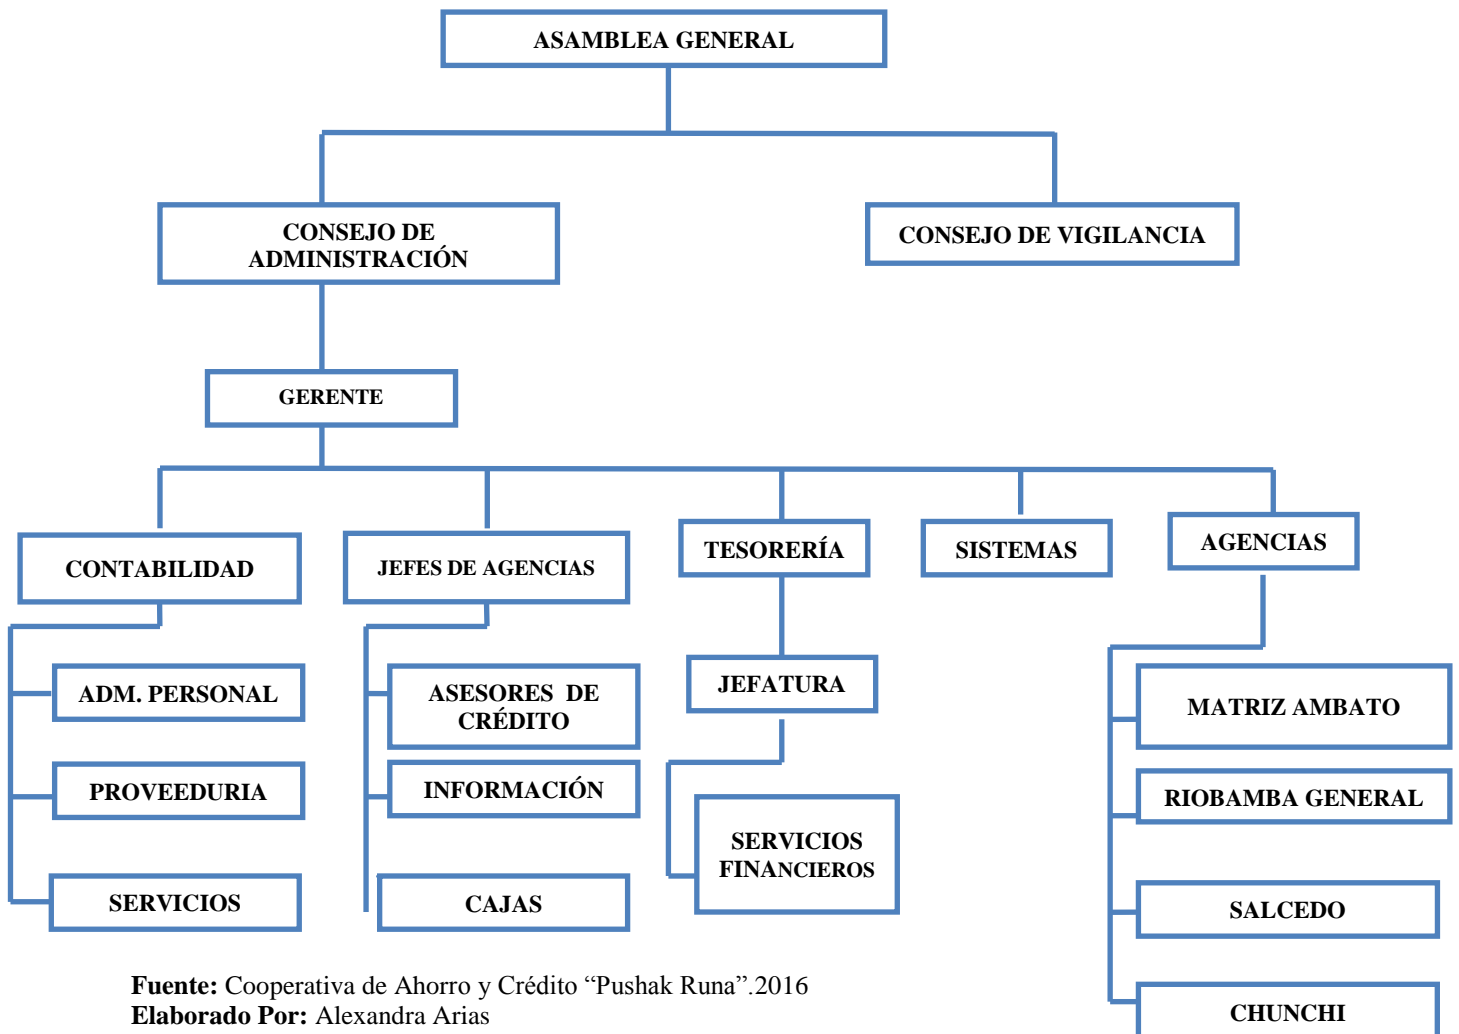 ASAMBLEA GENERAL
CONSEJO DE
ADMINISTRACIÓN
CONSEJO DE VIGILANCIA
GERENTE
CONTABILIDAD
JEFES DE AGENCIAS
TESORERÍA
SISTEMAS
AGENCIAS
ADM. PERSONAL
PROVEEDURIA
SERVICIOS
ASESORES DE
CRÉDITO
INFORMACIÓN
CAJAS
JEFATURA
SERVICIOS
FINANCIEROS
MATRIZ AMBATO
RIOBAMBA GENERAL
SALCEDO
CHUNCHI
Fuente: Cooperativa de Ahorro y Crédito “Pushak Runa”.2016
Elaborado Por: Alexandra Arias